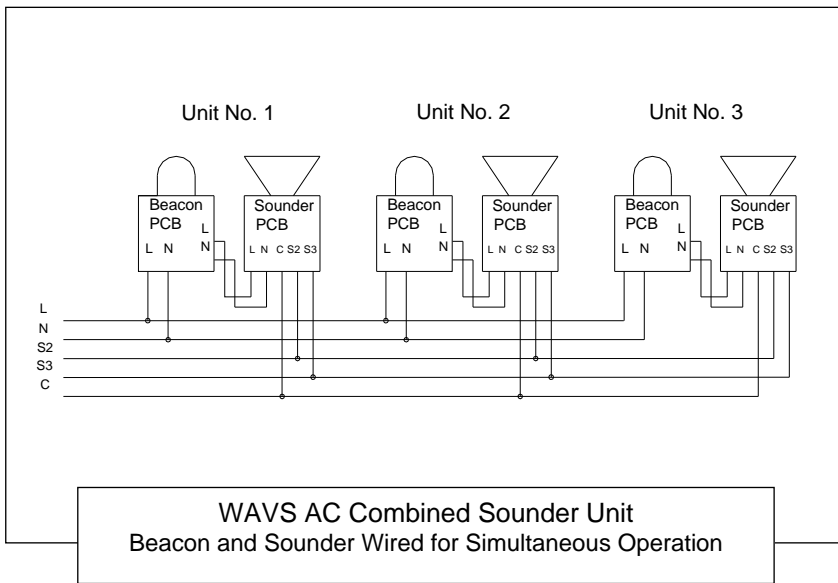 Unit No. 1 Unit No. 2 Unit No. 3
Beacon
PCB
L
L N N
Sounder
PCB
L N C S2 S3
Beacon
PCB
L
L N N
Sounder
PCB
L N C S2 S3
Beacon
PCB
L
L N N
Sounder
PCB
L N C S2 S3
L
N
S2
S3
C
WAVS AC Combined Sounder Unit
Beacon and Sounder Wired for Simultaneous Operation